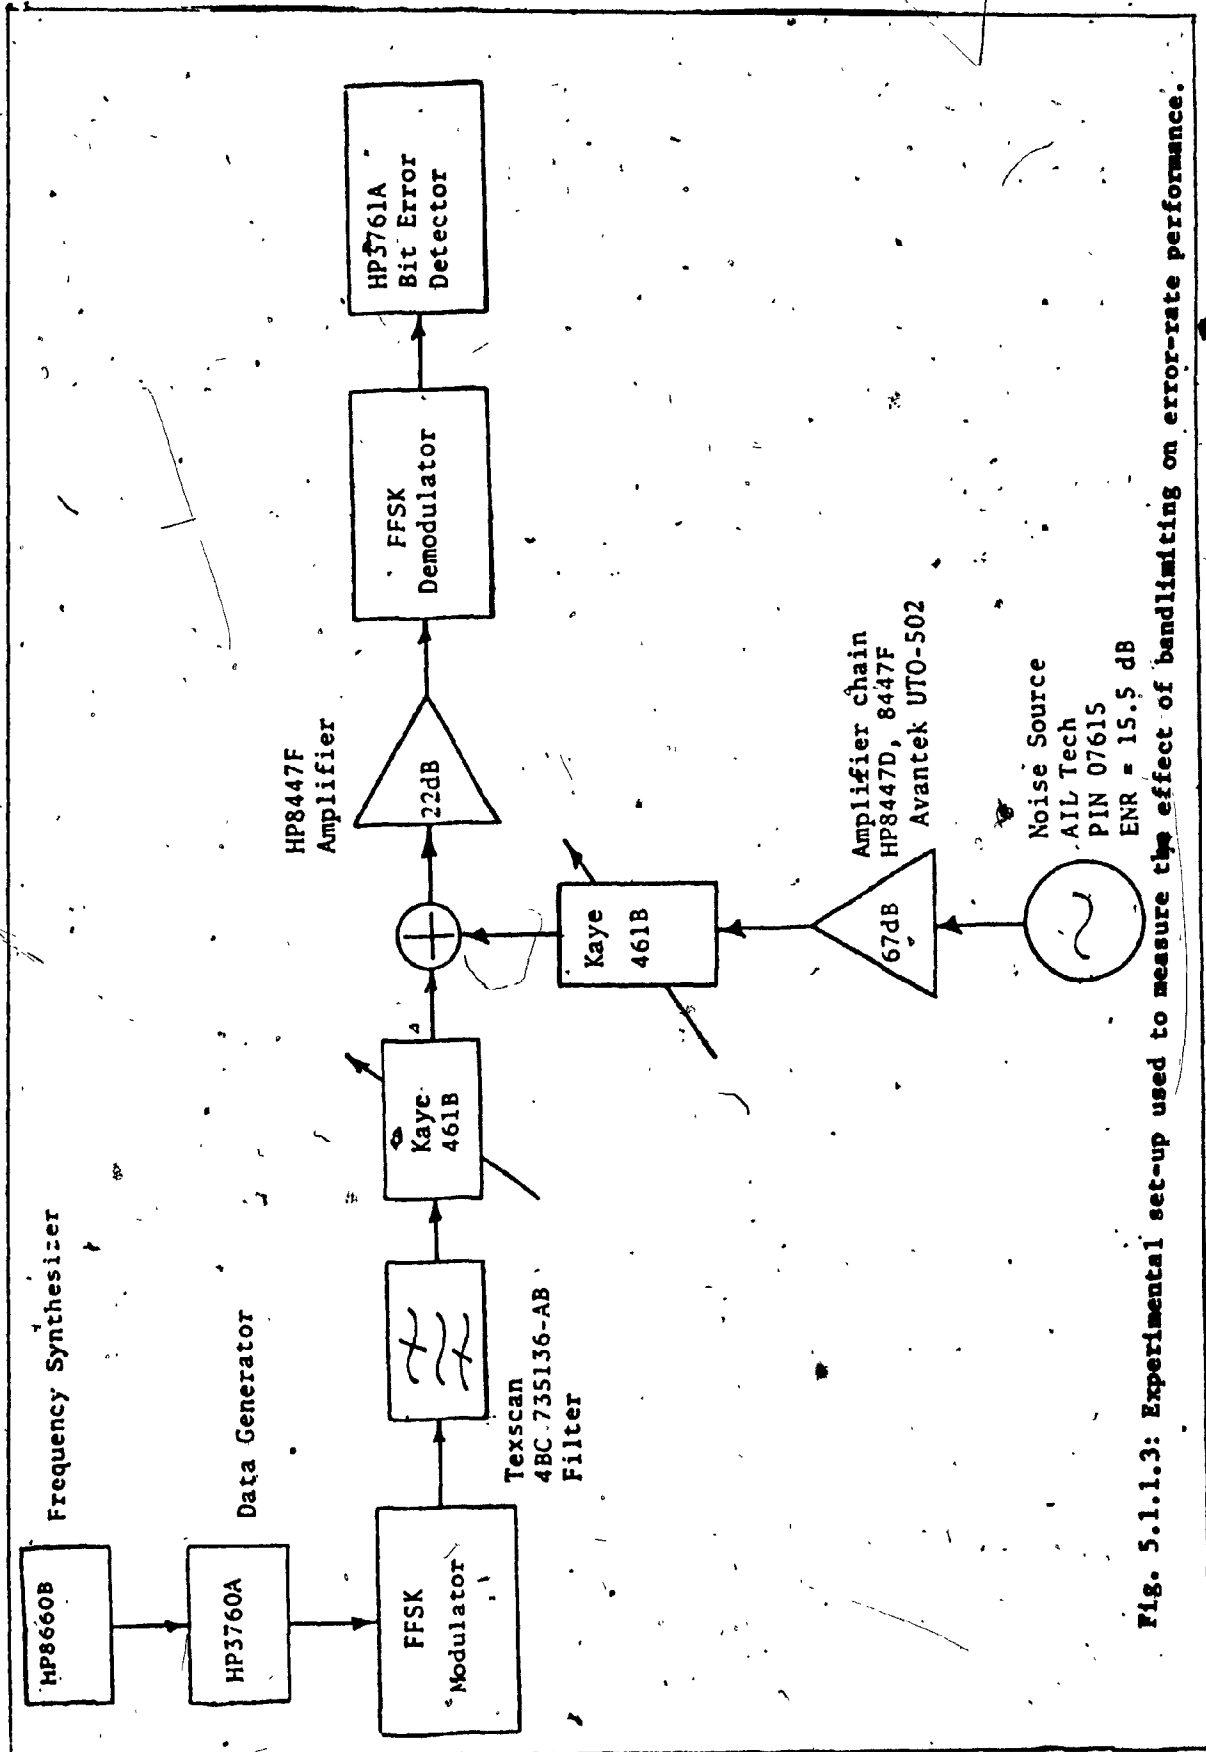 HP8660B
Frequency Synthesizer
HP3760A
Data Generator
FFSK
Modulator
Texscan
4BC 735136-AB
Filter
Kaye
461B
HP8447F
Amplifier
22dB
FFSK
Demodulator
HP3761A
Bit Error
Detector
Kaye
461B
67dB
Amplifier chain
HP8447D, 8447F
Avantek UTO-502
Noise Source
AIL Tech
PIN 07615
ENR = 15.5 dB
Fig. 5.1.1.3: Experimental set-up used to measure the effect of bandlimiting on error-rate performance.